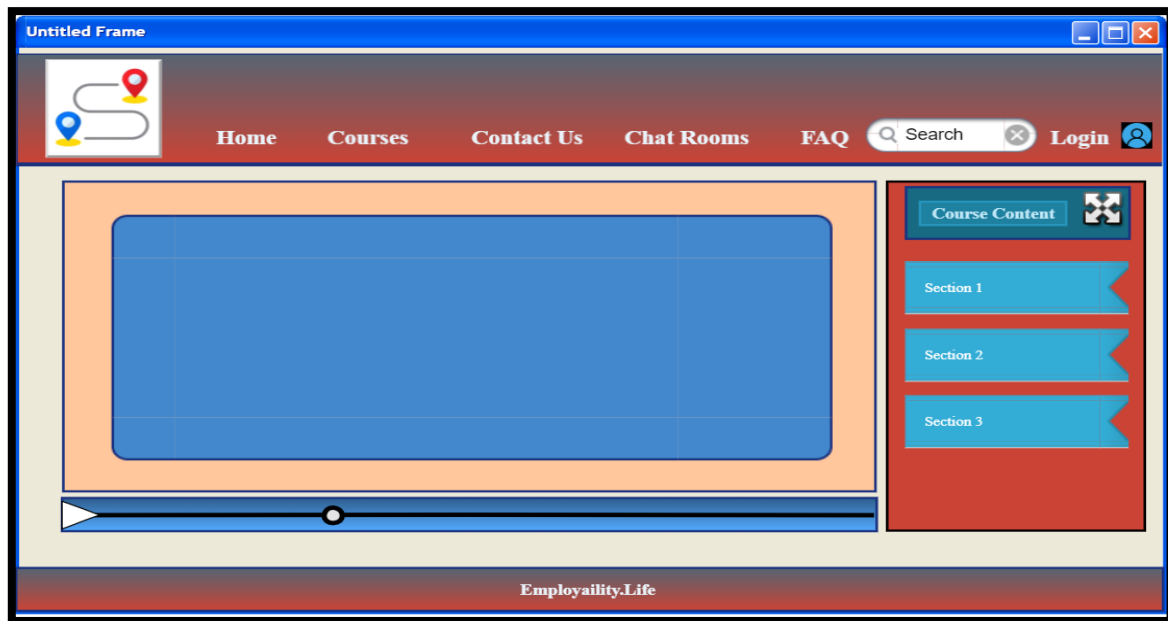 Untitled Frame
Home Courses Contact Us Chat Rooms FAQ Search Login
Course Content
Section 1
Section 2
Section 3
Employaility.Life